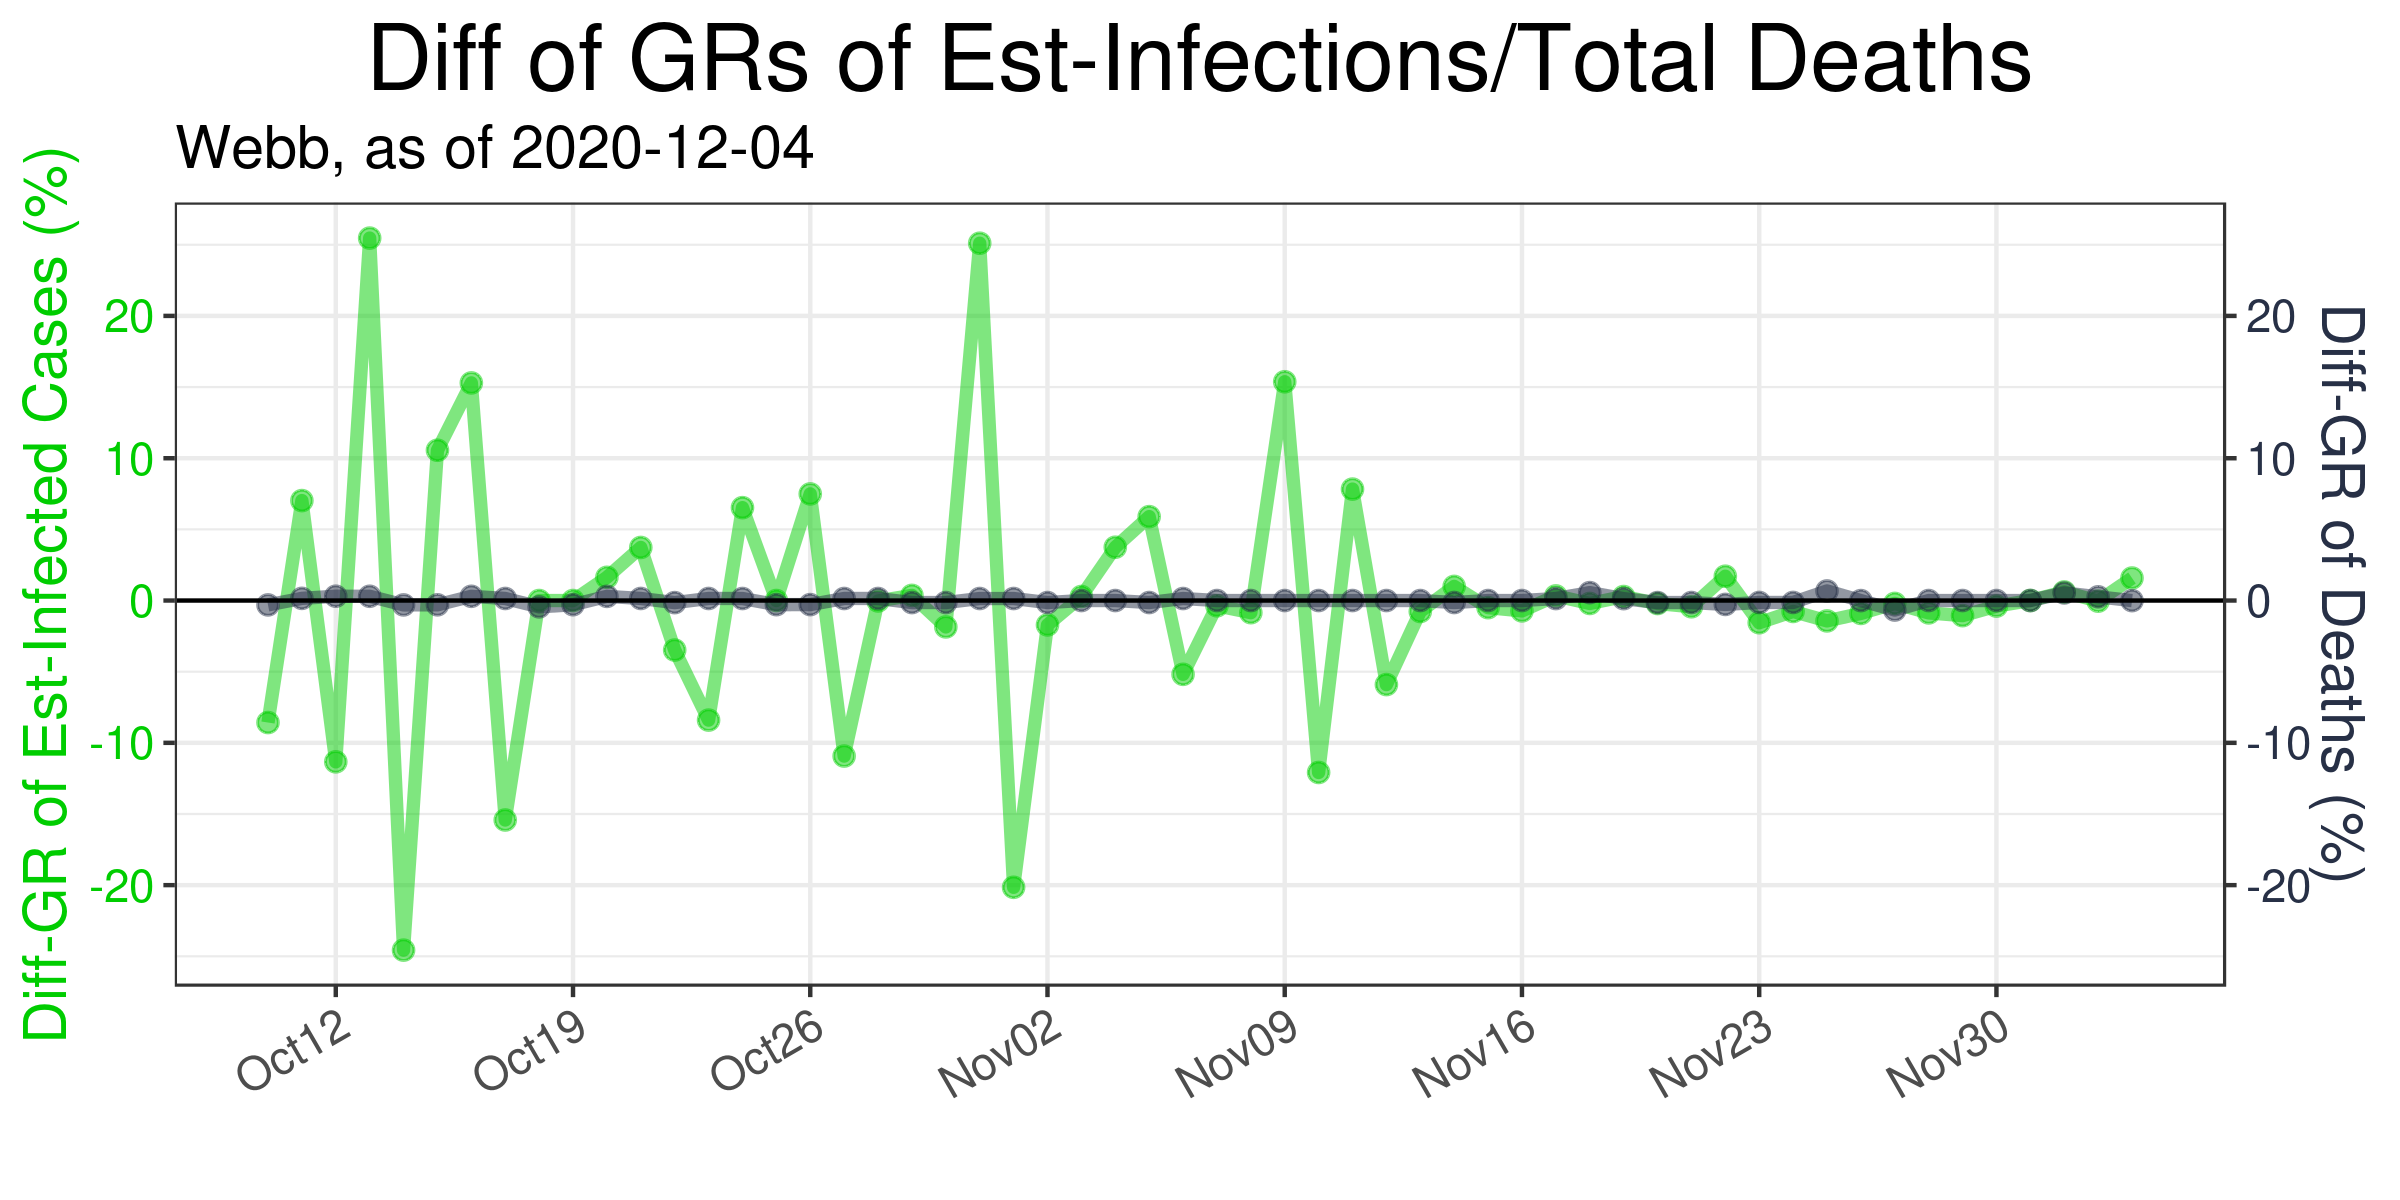 Diff of GRs of Est-Infections/Total Deaths
Webb, as of 2020-12-04
Diff-GR of Est-Infected Cases (%)
20
10
0
-10
-20
20
10
0
-10
-20
Diff-GR of Deaths (%)
Oct12
Oct19
Oct26
Nov02
Nov09
Nov16
Nov23
Nov30